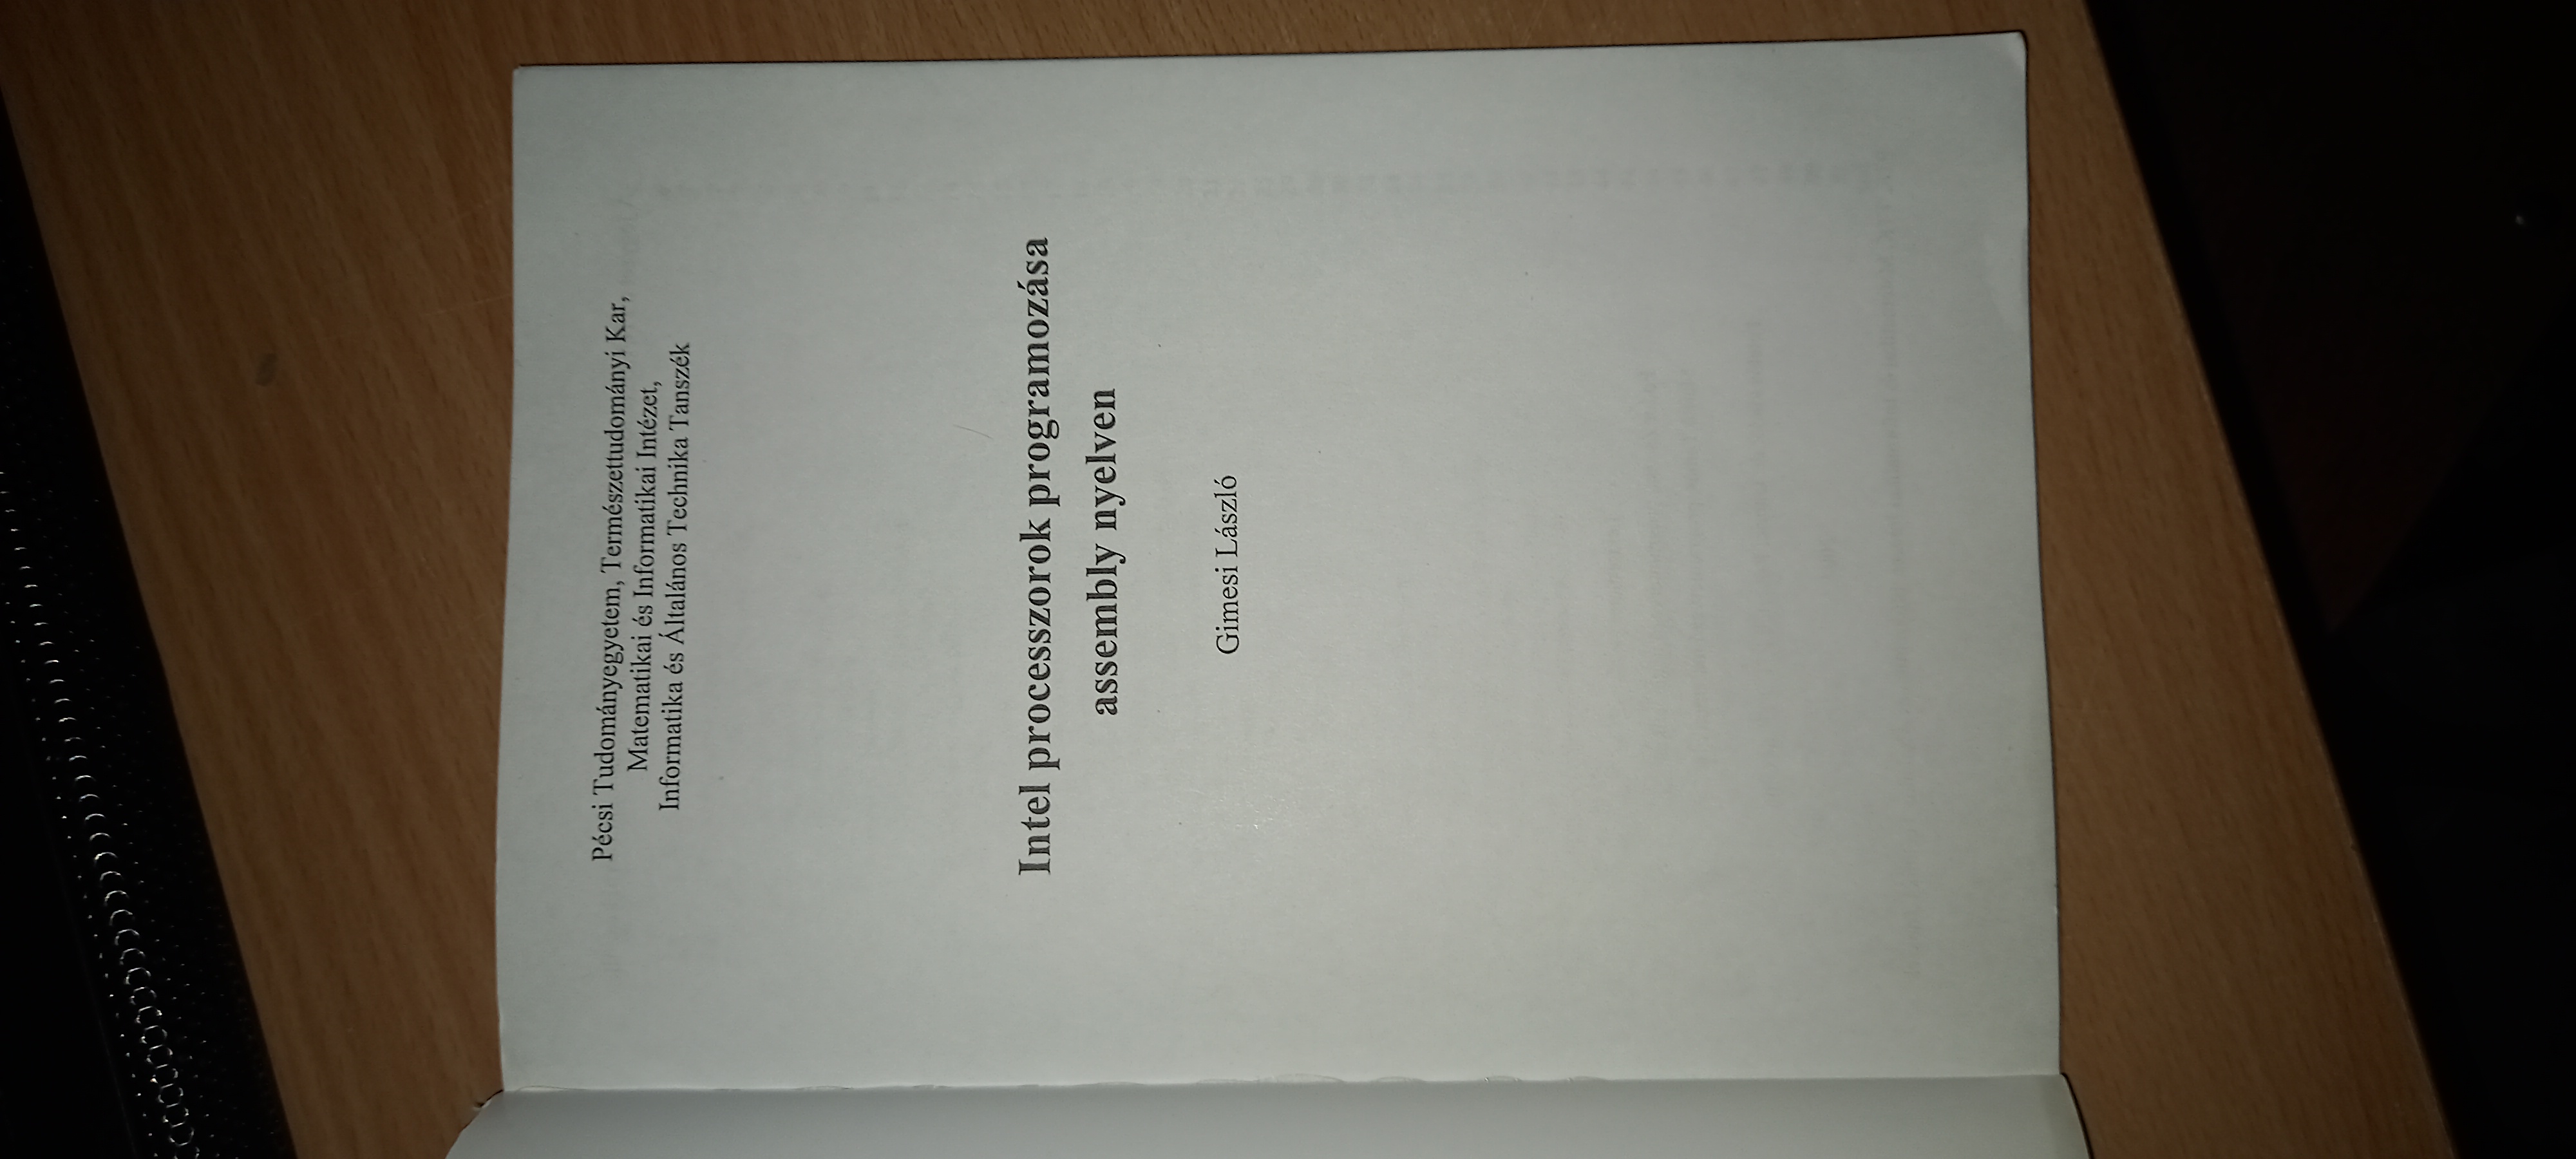 Pécsi Tudományegyetem, Természettudományi Kar,
Matematikai és Informatikai Intézet,
Informatika és Általános Technika Tanszék
Intel processzorok programozása
assembly nyelven
Gimesi László